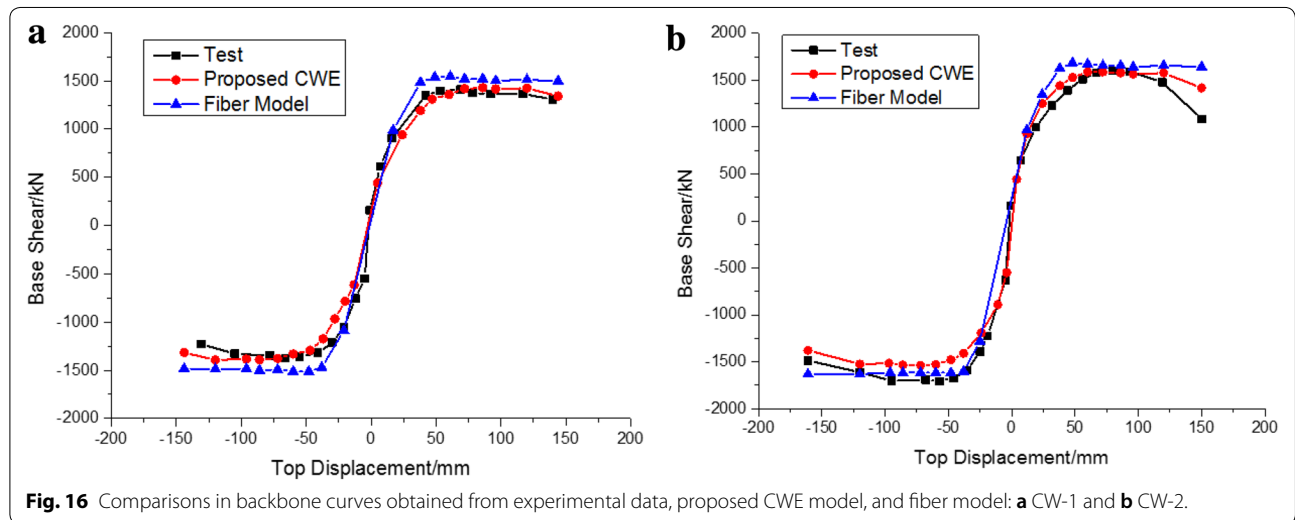 a
2000
1500
1000
500
0
-500
-1000
-1500
-2000
Base Shear/kN
Test
Proposed CWE
Fiber Model
-200 -150 -100 -50 0 50 100 150 200
Top Displacement/mm
b
2000
1500
1000
500
0
-500
-1000
-1500
-2000
Base Shear/kN
Test
Proposed CWE
Fiber Model
-200 -150 -100 -50 0 50 100 150 200
Top Displacement/mm
Fig. 16 Comparisons in backbone curves obtained from experimental data, proposed CWE model, and fiber model: a CW-1 and b CW-2.